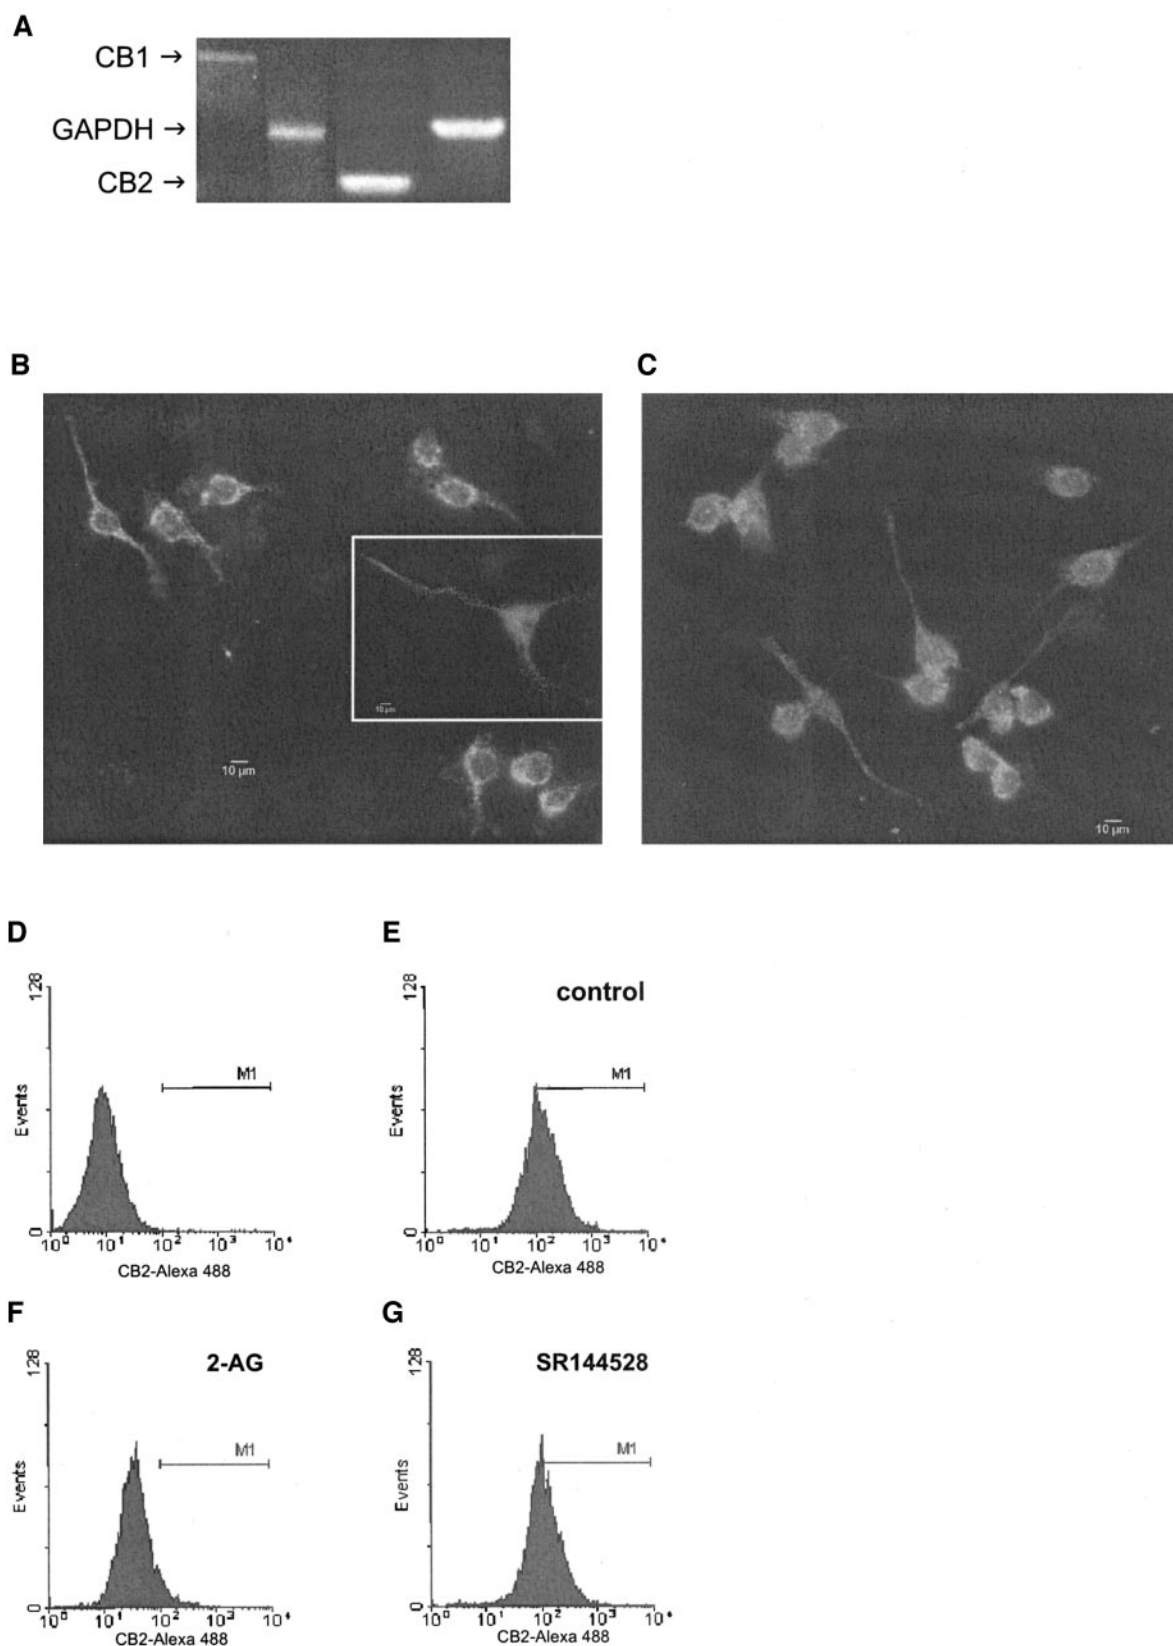 A
CB1 →
GAPDH →
CB2 →
B
C
10 µm
10 µm
10 µm
D
E
128
Events
0
M1
10⁰ 10¹ 10² 10³ 10⁴
CB2-Alexa 488
control
128
Events
0
M1
10⁰ 10¹ 10² 10³ 10⁴
CB2-Alexa 488
F
G
2-AG
128
Events
0
M1
10⁰ 10¹ 10² 10³ 10⁴
CB2-Alexa 488
SR144528
128
Events
0
M1
10⁰ 10¹ 10² 10³ 10⁴
CB2-Alexa 488